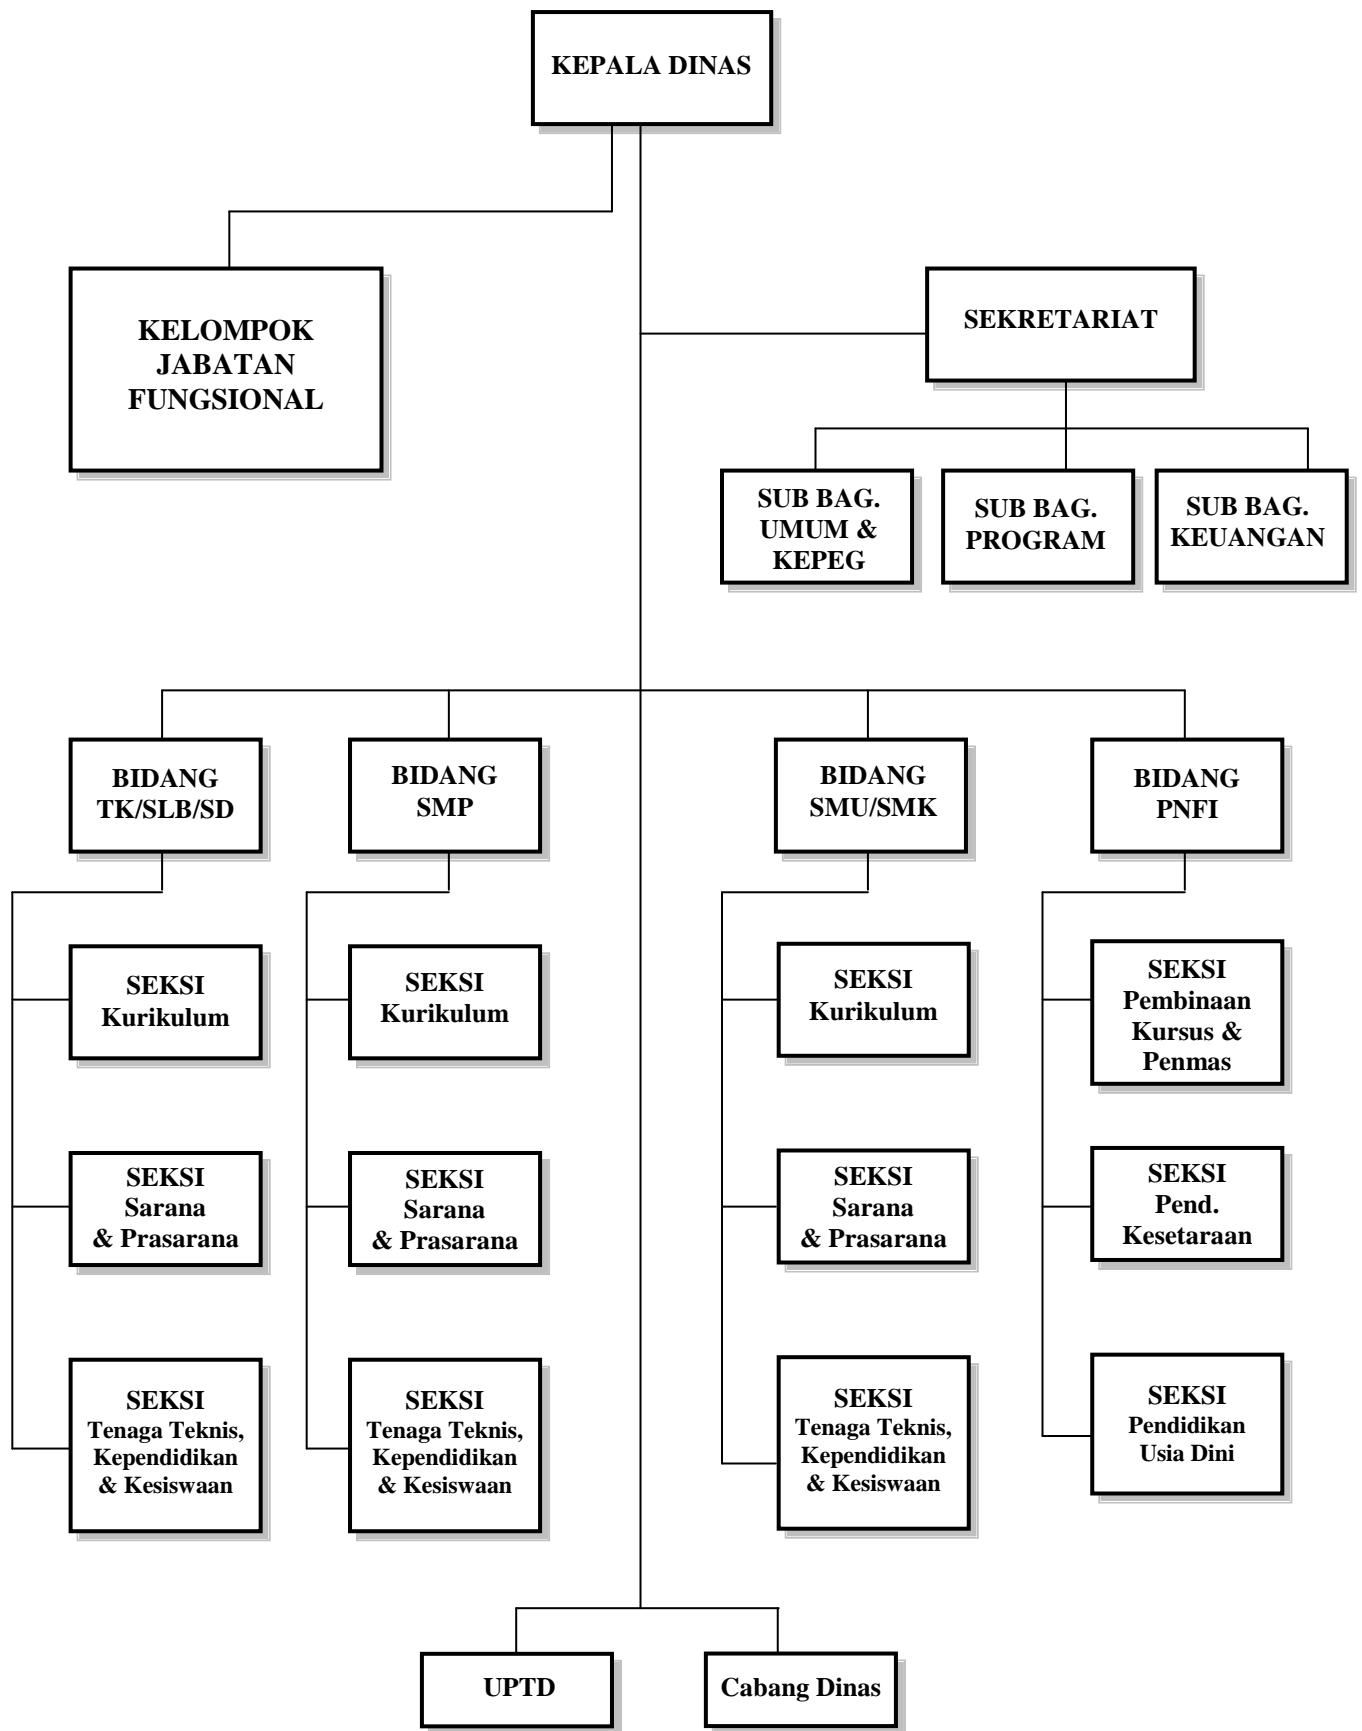 KEPALA DINAS
KELOMPOK
JABATAN
FUNGSIONAL
SEKRETARIAT
SUB BAG.
UMUM &
KEPEG
SUB BAG.
PROGRAM
SUB BAG.
KEUANGAN
BIDANG
TK/SLB/SD
BIDANG
SMP
BIDANG
SMU/SMK
BIDANG
PNFI
SEKSI
Kurikulum
SEKSI
Kurikulum
SEKSI
Kurikulum
SEKSI
Pembinaan
Kursus &
Penmas
SEKSI
Sarana
& Prasarana
SEKSI
Sarana
& Prasarana
SEKSI
Sarana
& Prasarana
SEKSI
Pend.
Kesetaraan
SEKSI
Tenaga Teknis,
Kependidikan
& Kesiswaan
SEKSI
Tenaga Teknis,
Kependidikan
& Kesiswaan
SEKSI
Tenaga Teknis,
Kependidikan
& Kesiswaan
SEKSI
Pendidikan
Usia Dini
UPTD
Cabang Dinas